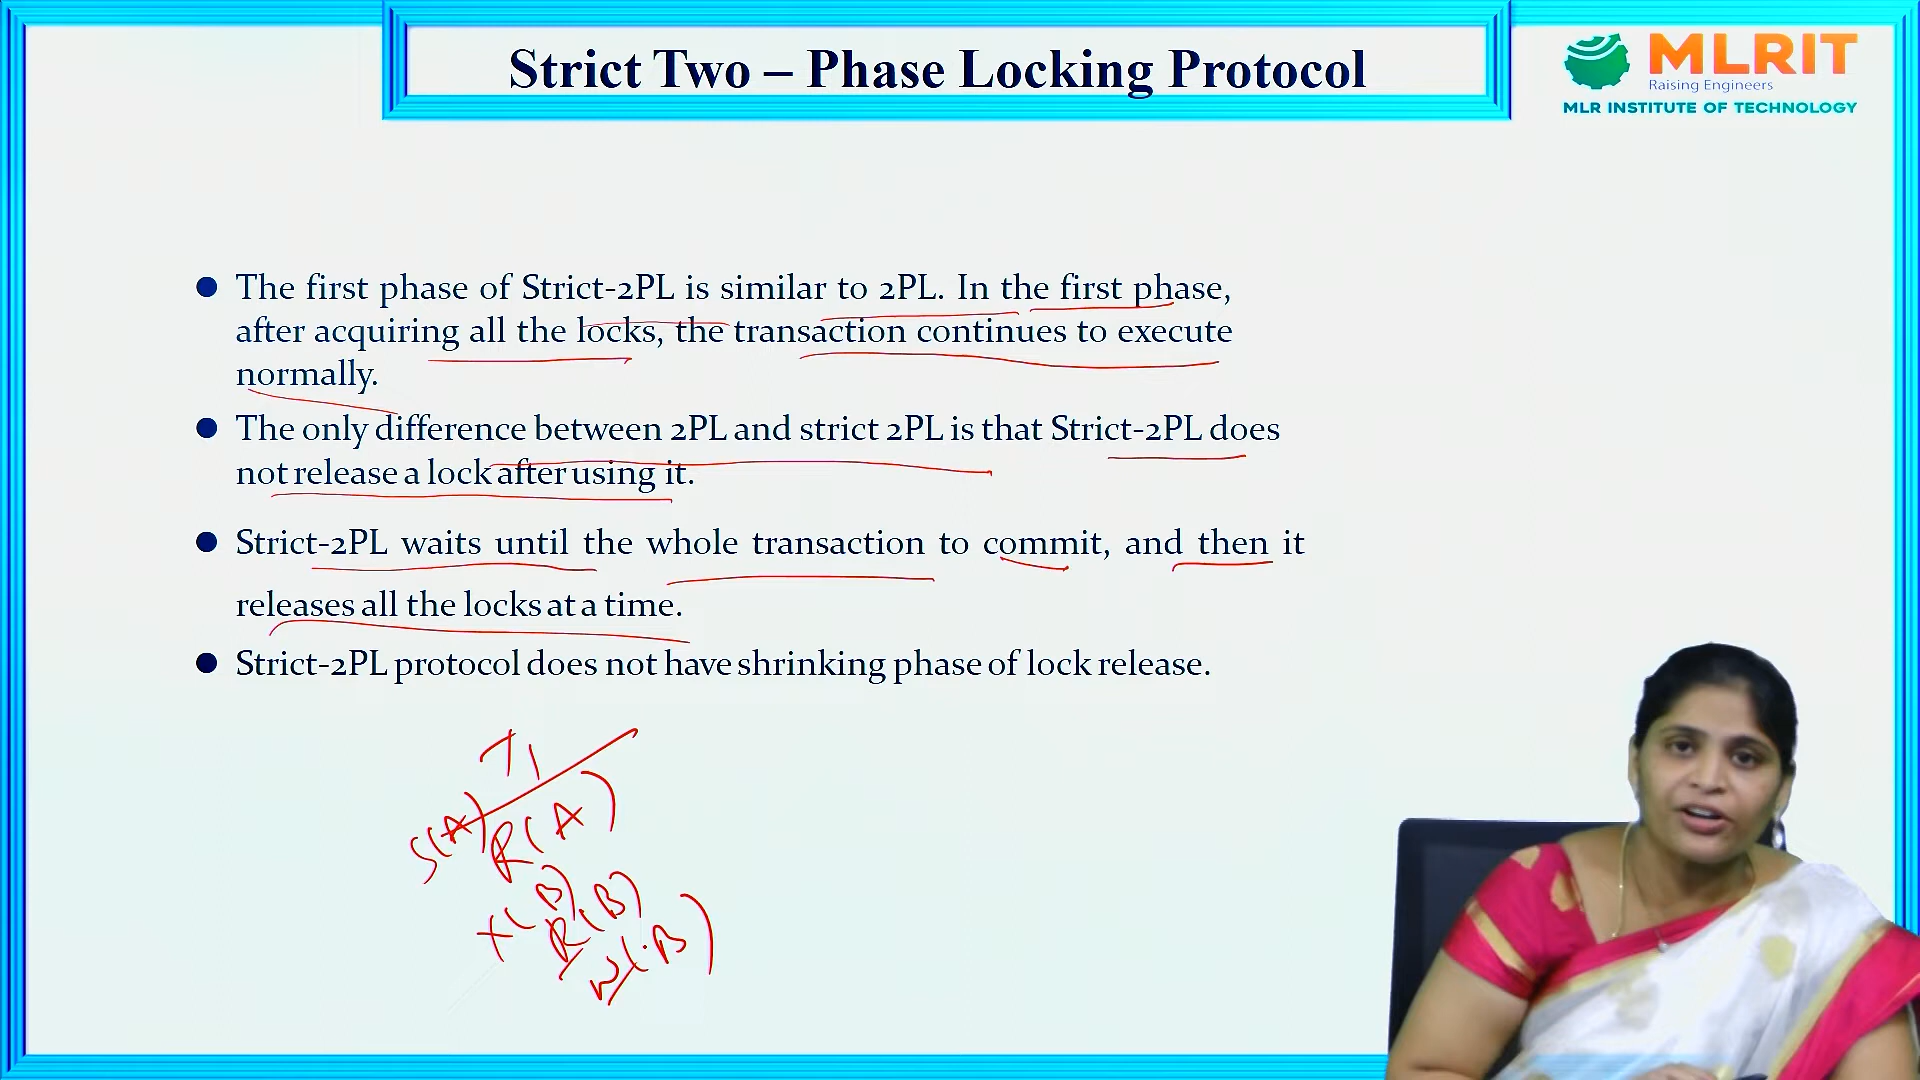 Strict Two – Phase Locking Protocol
MLRIT
Raising Engineers
MLR INSTITUTE OF TECHNOLOGY
The first phase of Strict-2PL is similar to 2PL. In the first phase,
after acquiring all the locks, the transaction continues to execute
normally.
The only difference between 2PL and strict 2PL is that Strict-2PL does
not release a lock after using it.
Strict-2PL waits until the whole transaction to commit, and then it
releases all the locks at a time.
Strict-2PL protocol does not have shrinking phase of lock release.
T1
S(A) R(A)
X(B) R(B)
W(B)